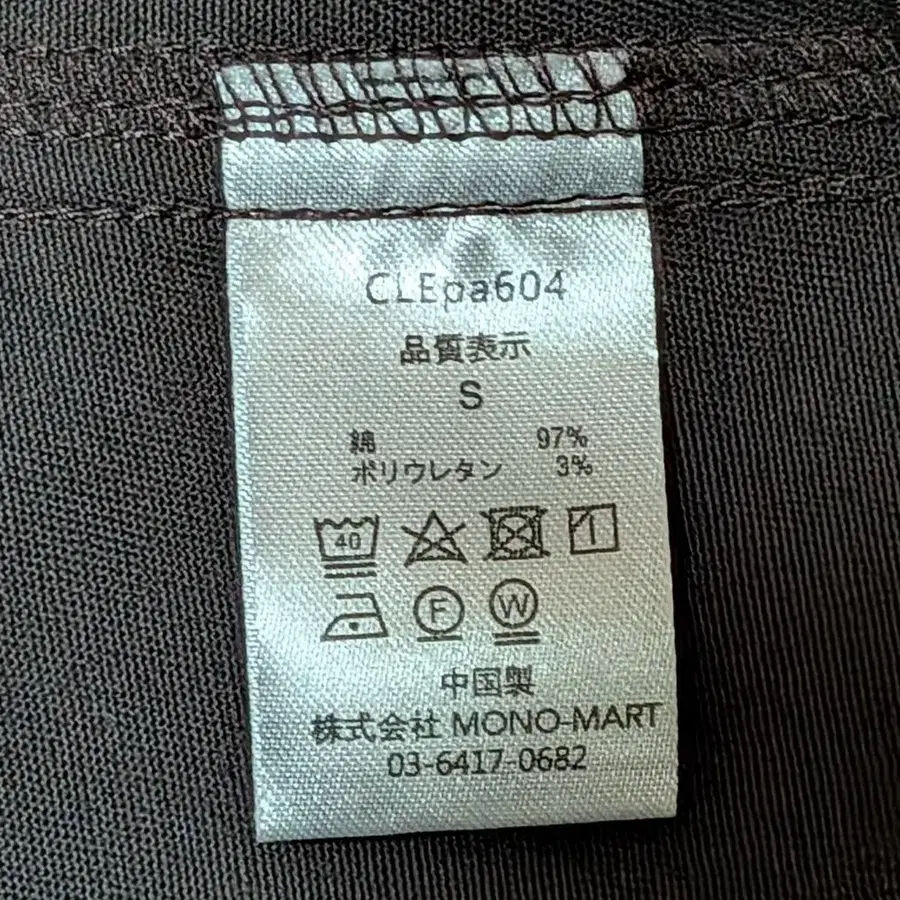 CLEpa604
品質表示
S
綿 97%
ポリウレタン 3%
40
F W
中国製
株式会社 MONO-MART
03-6417-0682